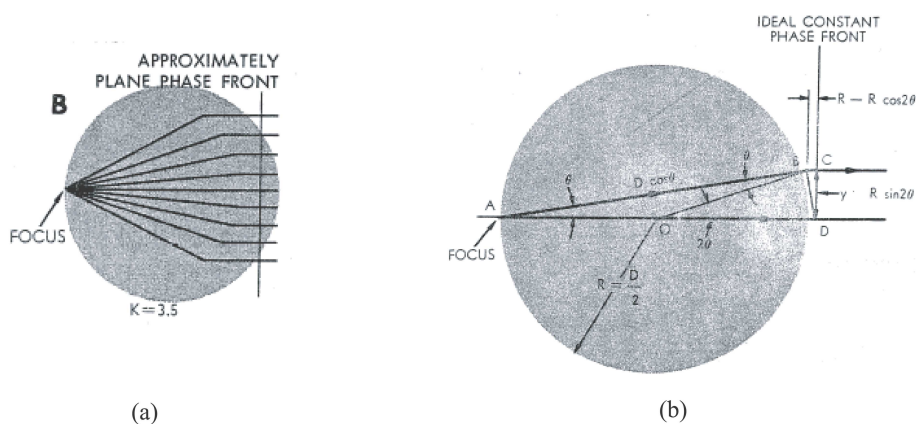 APPROXIMATELY
PLANE PHASE FRONT
B
FOCUS
K=3.5
(a)
IDEAL CONSTANT
PHASE FRONT
R − R cos2θ
B
C
θ
θ
D cosθ
y
R sin2θ
A
O
D
FOCUS
2θ
R = D/2
(b)